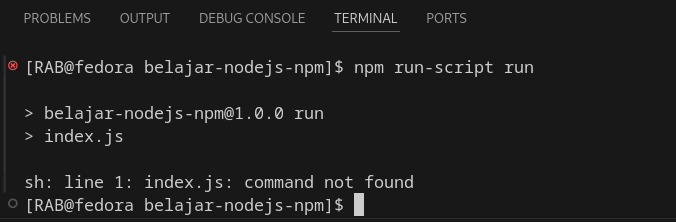 PROBLEMS OUTPUT DEBUG CONSOLE TERMINAL PORTS
[RAB@fedora belajar-nodejs-npm]$ npm run-script run
> belajar-nodejs-npm@1.0.0 run
> index.js
sh: line 1: index.js: command not found
[RAB@fedora belajar-nodejs-npm]$